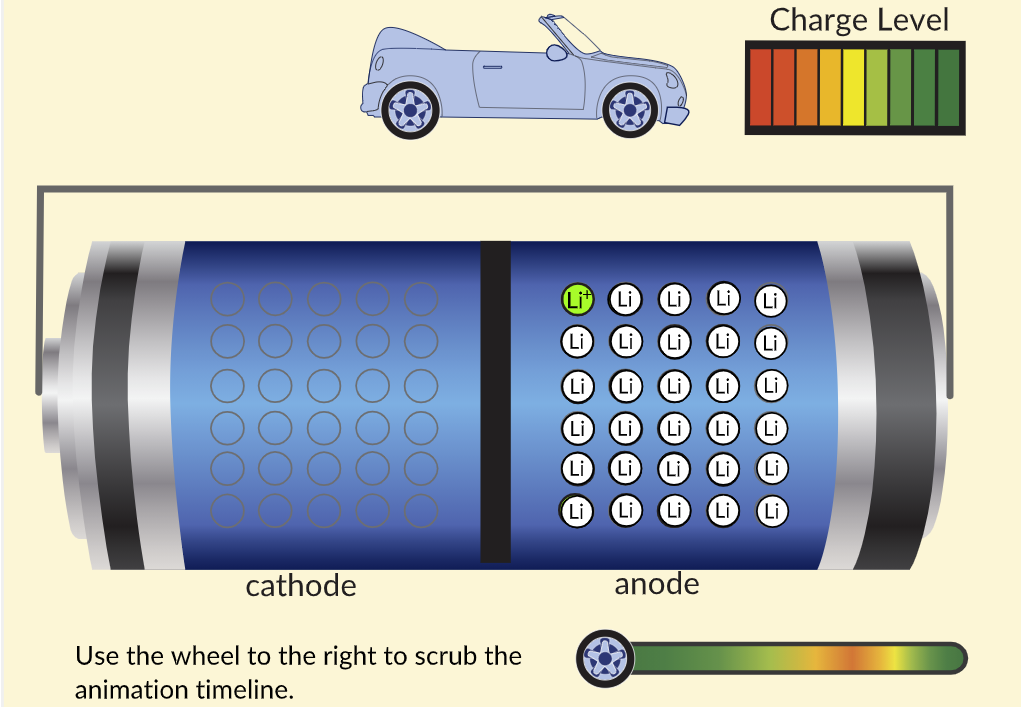 Charge Level
Li⁺ Li Li Li Li
Li Li Li Li Li
Li Li Li Li Li
Li Li Li Li Li
Li Li Li Li Li
Li Li Li Li Li
cathode anode
Use the wheel to the right to scrub the
animation timeline.